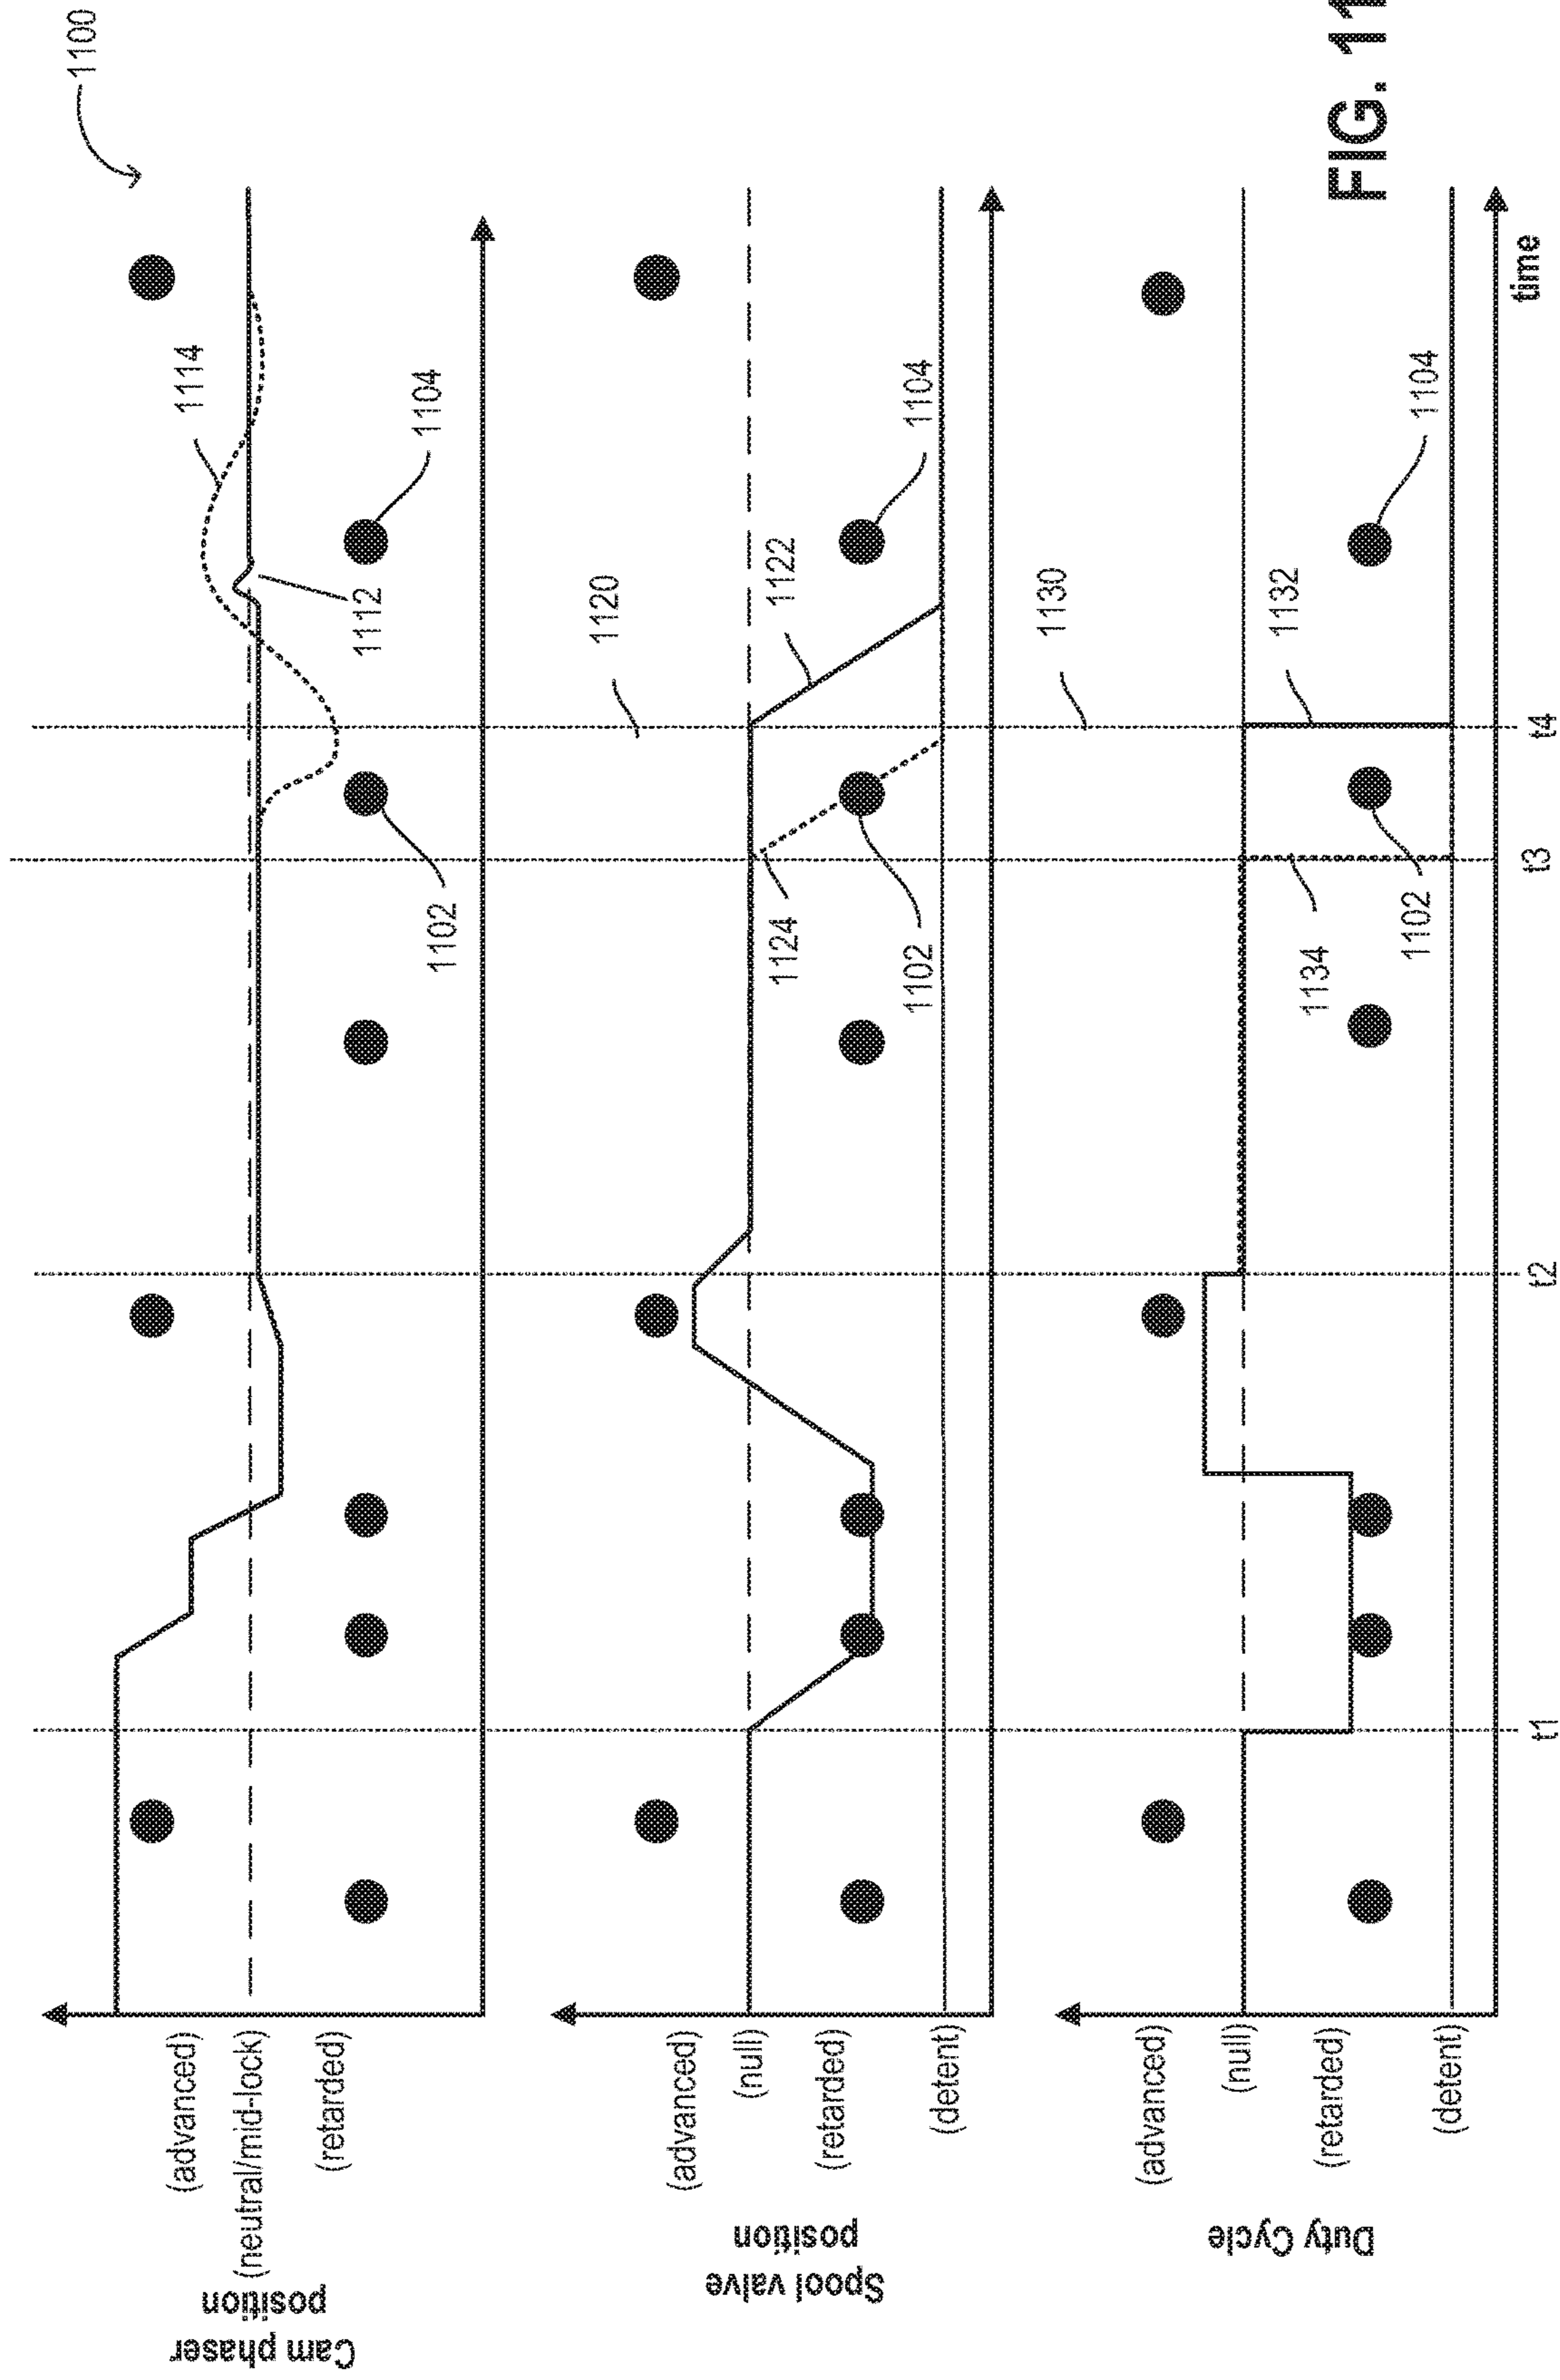 1100
Cam phaser
position
(advanced)
(neutral/mid-lock)
(retarded)
1102
1112
1104
1114
Spool valve
position
(advanced)
(null)
(retarded)
(detent)
1120
1124
1102
1122
1104
Duty Cycle
(advanced)
(null)
(retarded)
(detent)
1130
1134
1102
1132
1104
t1
t2
t3
t4
time
FIG. 11